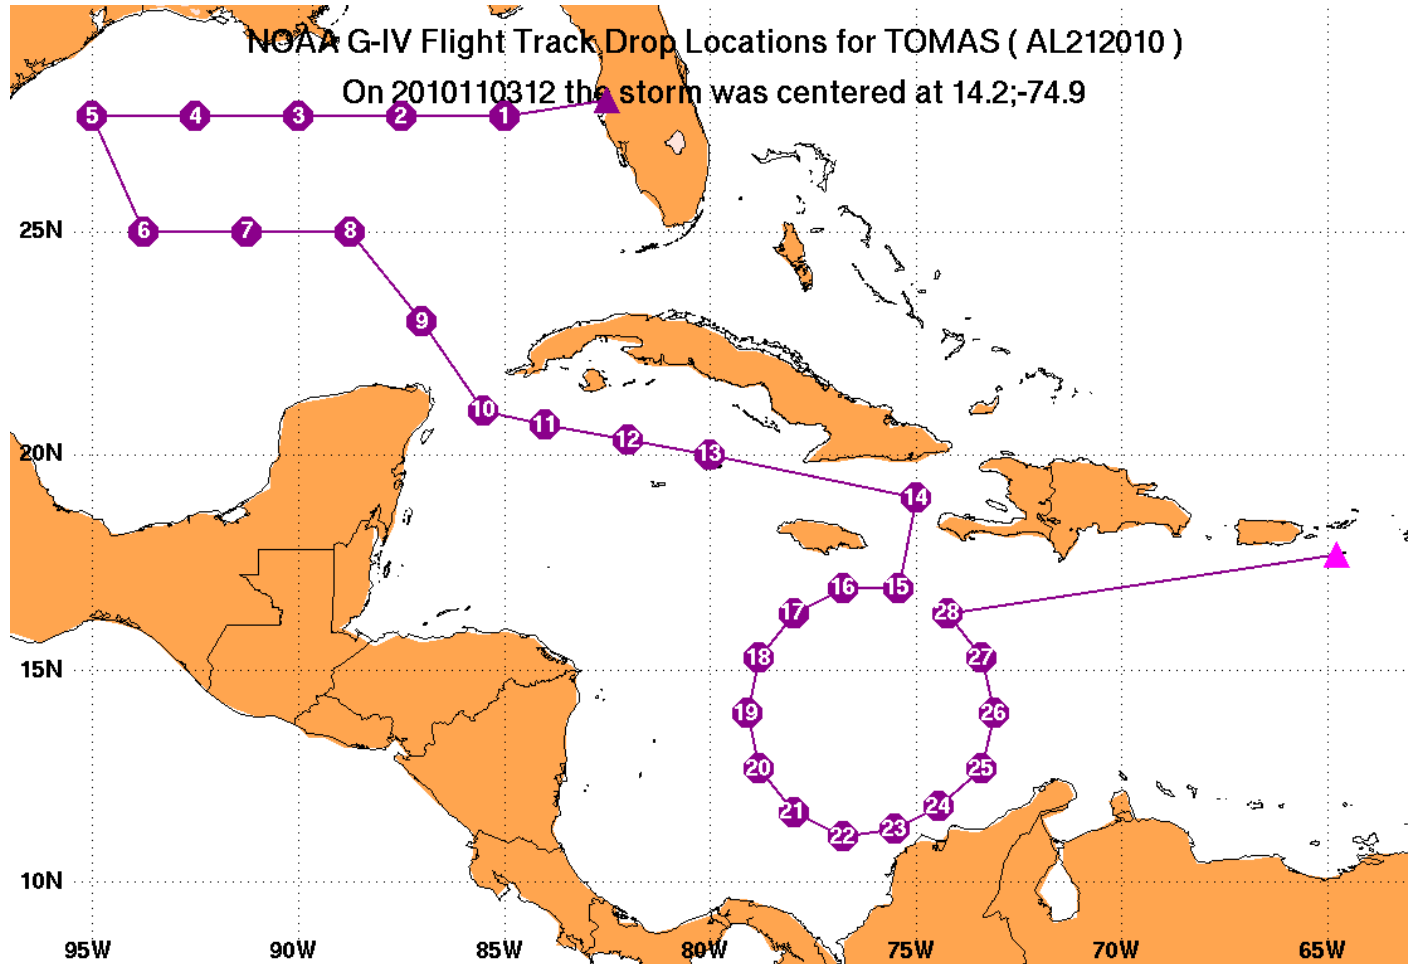 NOAA G-IV Flight Track Drop Locations for TOMAS ( AL212010 )
On 2010110312 the storm was centered at 14.2;-74.9
5 4 3 2 1
25N 6 7 8
9
10
11
12
20N 13
14
16 15
17 28
15N 18 27
19 26
20 25
21 24
22 23
10N
95W 90W 85W 80W 75W 70W 65W